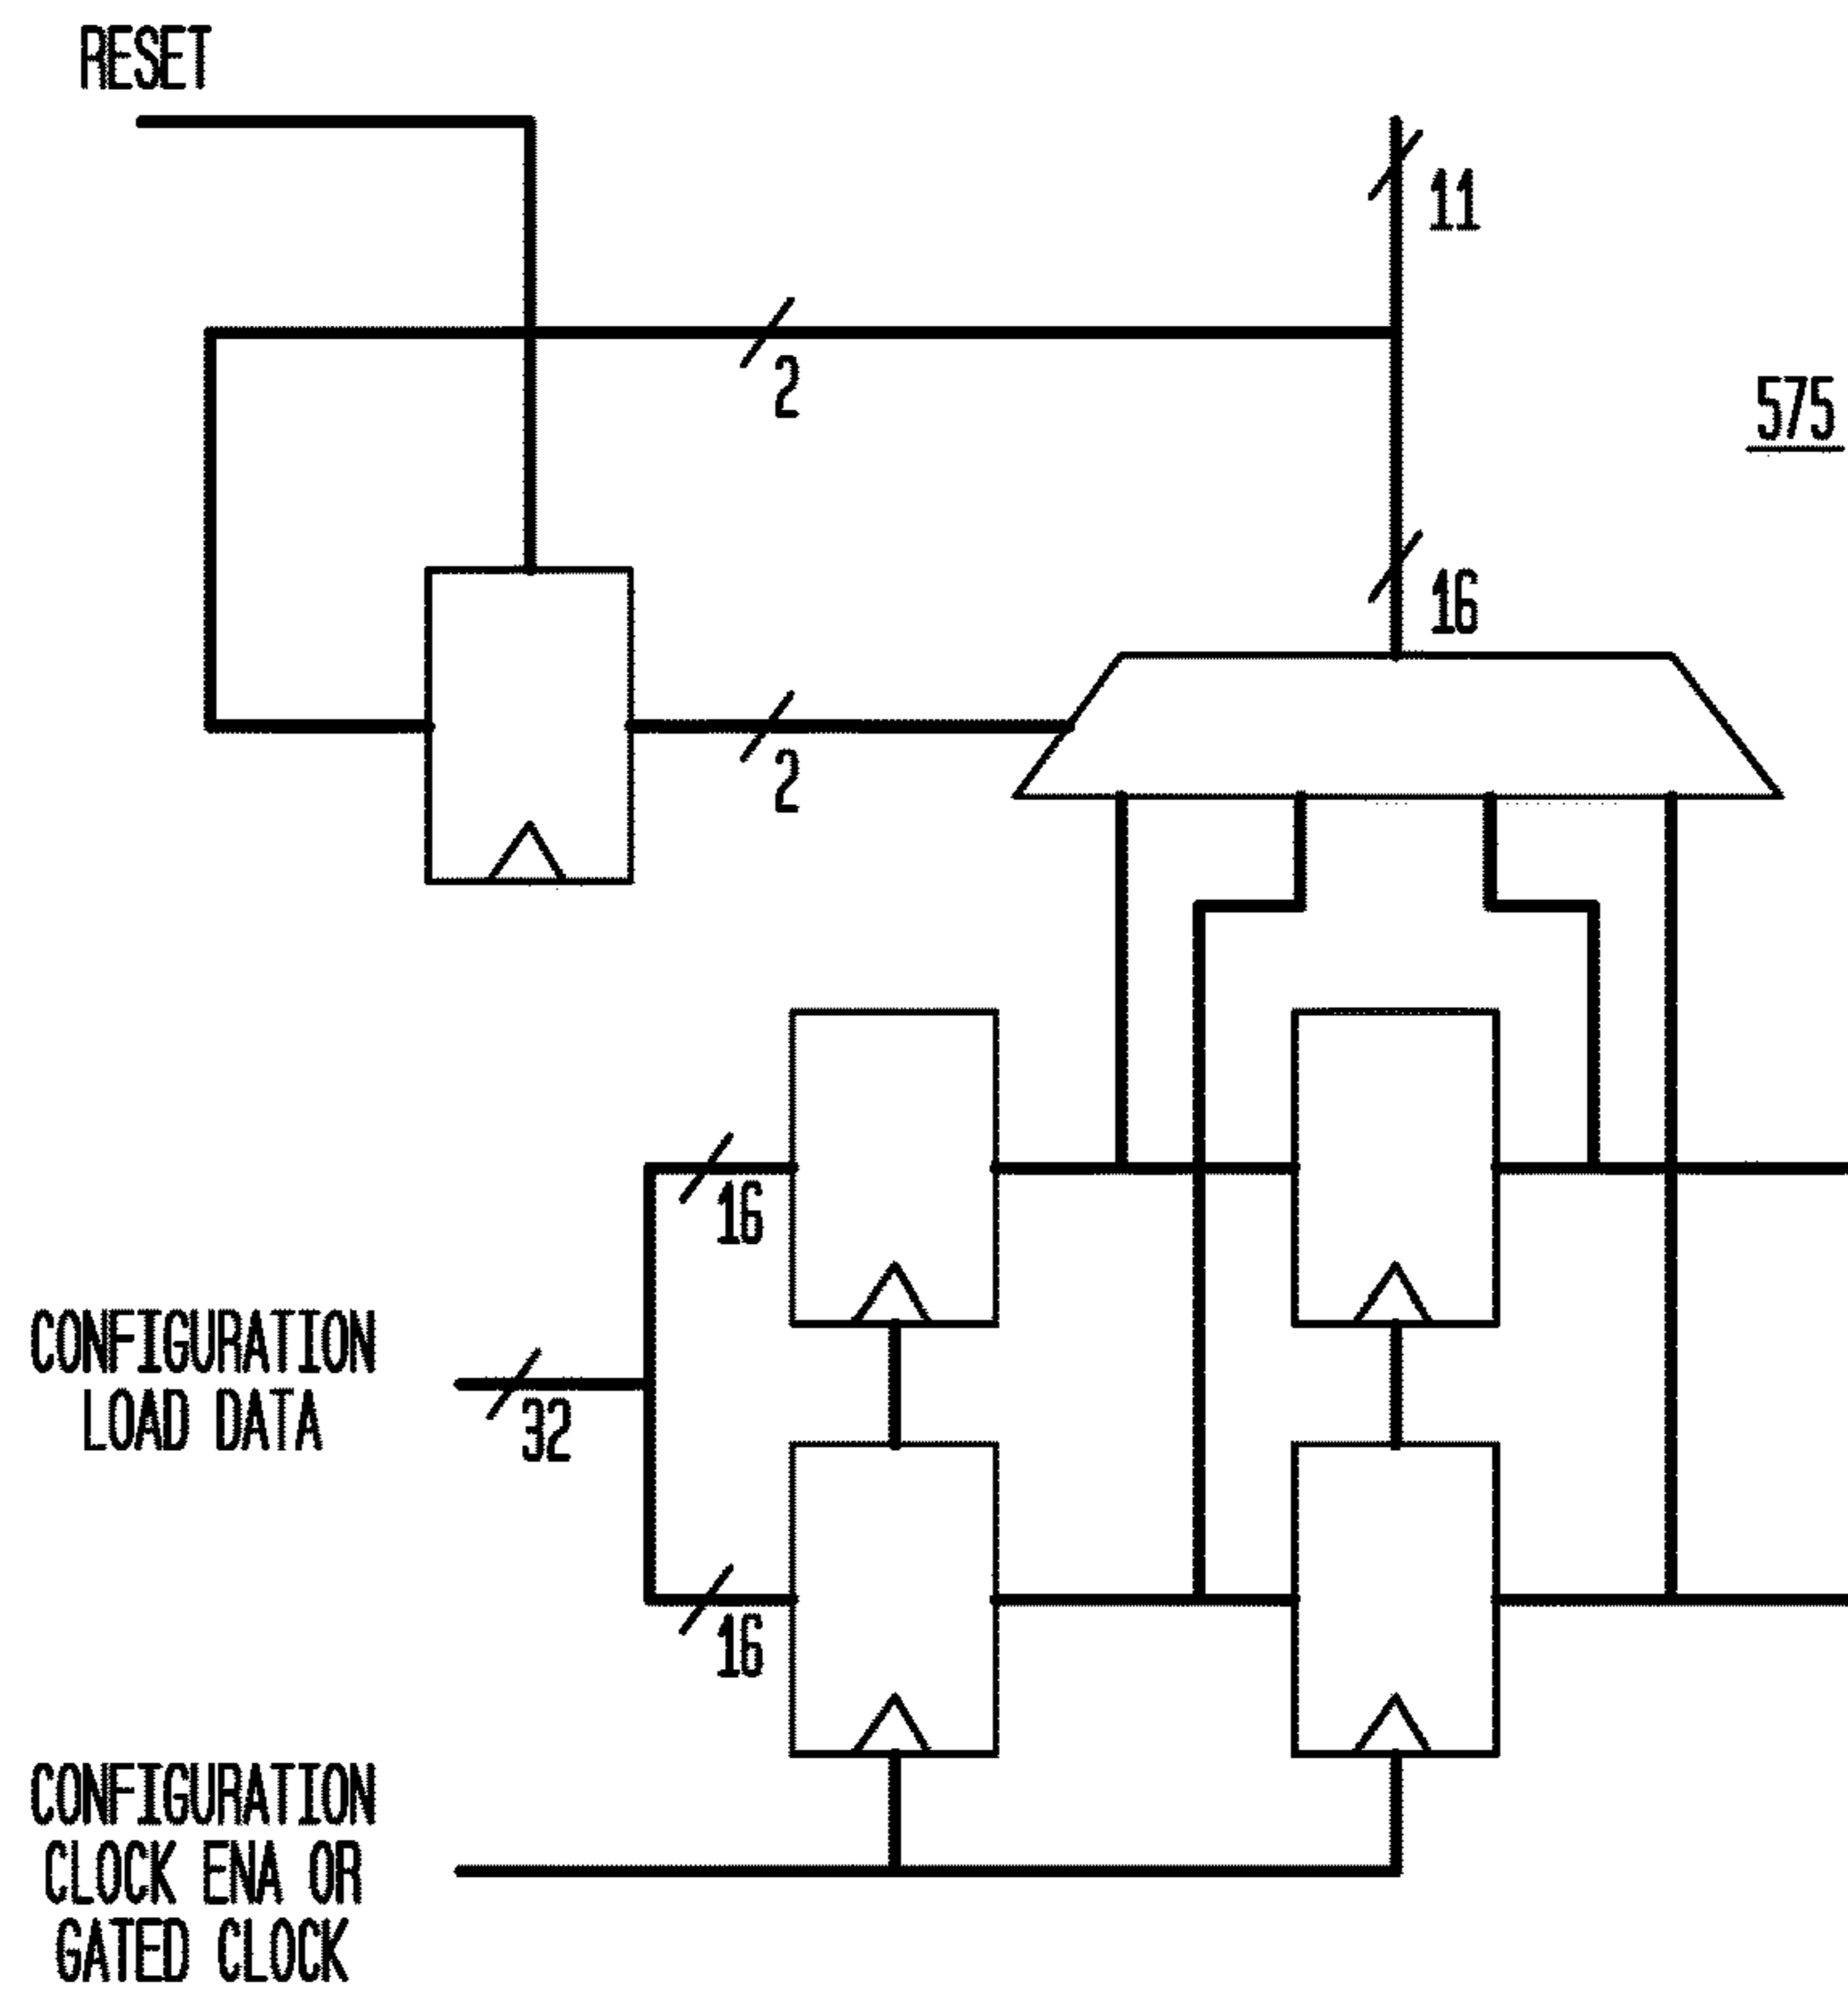 RESET
11
2
575
16
2
16
CONFIGURATION
LOAD DATA
32
16
CONFIGURATION
CLOCK ENA OR
GATED CLOCK